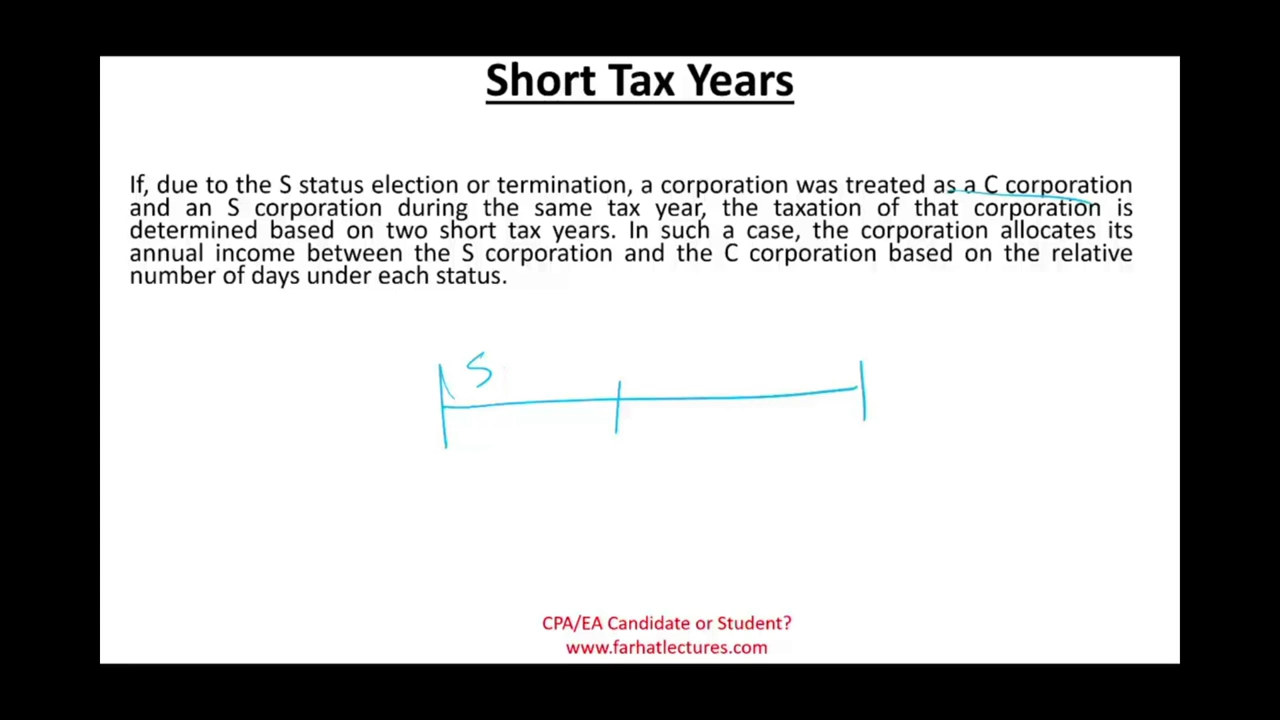 Short Tax Years
If, due to the S status election or termination, a corporation was treated as a C corporation
and an S corporation during the same tax year, the taxation of that corporation is
determined based on two short tax years. In such a case, the corporation allocates its
annual income between the S corporation and the C corporation based on the relative
number of days under each status.
S
CPA/EA Candidate or Student?
www.farhatlectures.com